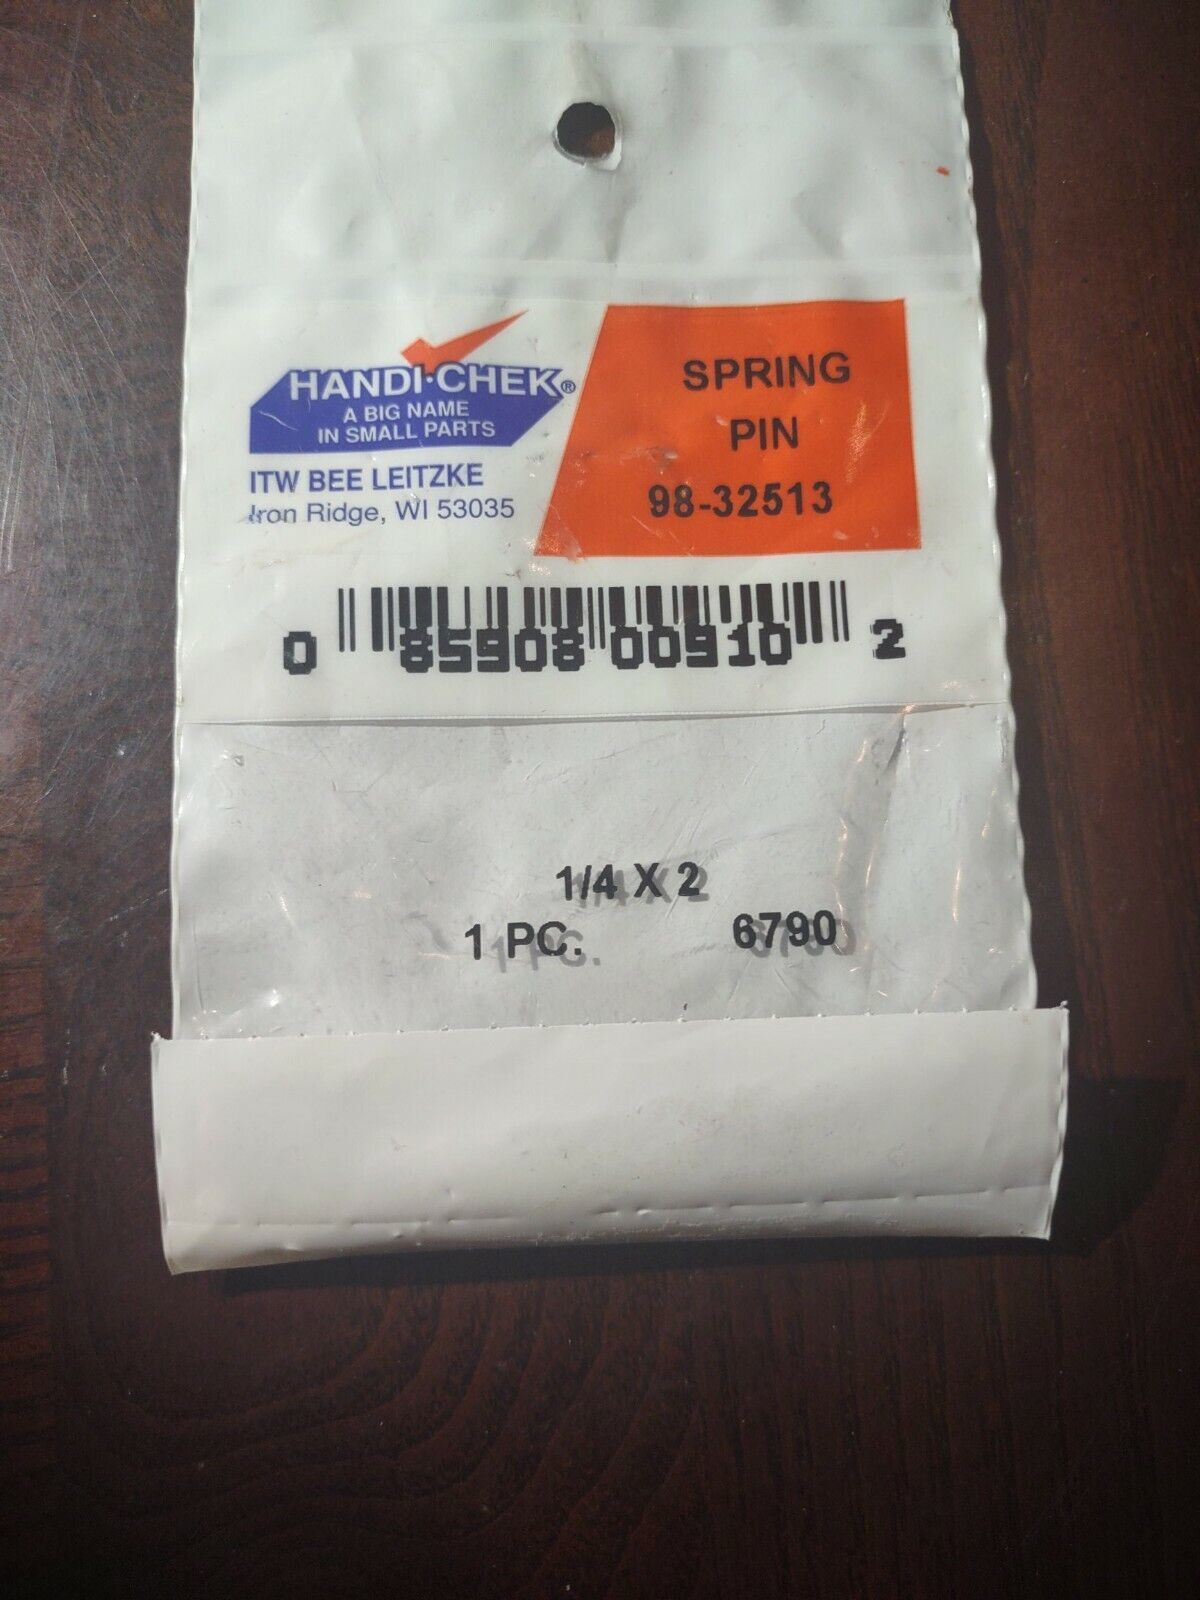 HANDI·CHEK®
A BIG NAME
IN SMALL PARTS
ITW BEE LEITZKE
Iron Ridge, WI 53035
SPRING
PIN
98-32513
0 85908 00910 2
1/4 X 2
1 PC. 6790